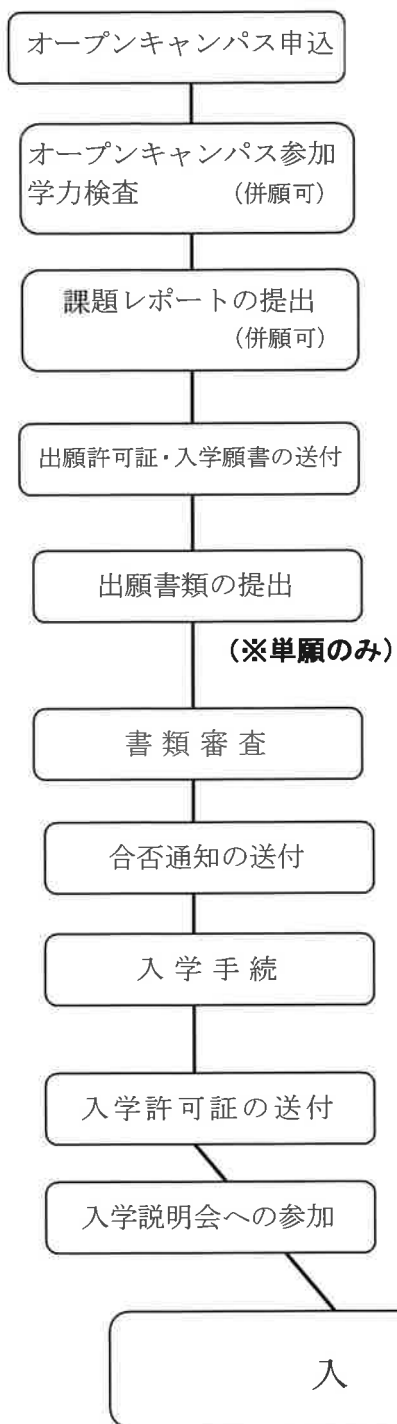 オープンキャンパス申込
オープンキャンパス参加
学力検査 (併願可)
課題レポートの提出
(併願可)
出願許可証・入学願書の送付
出願書類の提出
(※単願のみ)
書類審査
合否通知の送付
入学手続
入学許可証の送付
入学説明会への参加
入